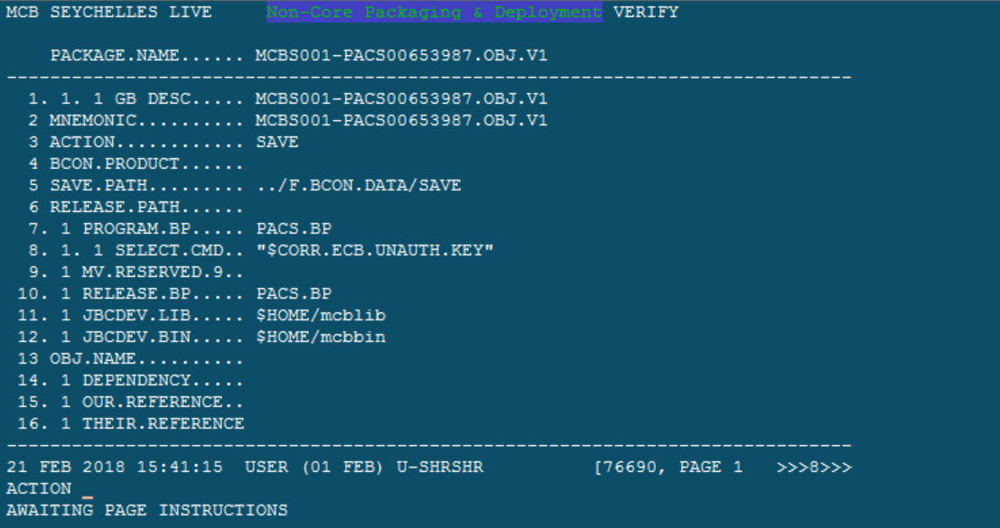 MCB SEYCHELLES LIVE Non-Core Packaging & Deployment VERIFY
PACKAGE.NAME...... MCBS001-PACS00653987.OBJ.V1
------------------------------------------------------------------------------
1. 1. 1 GB DESC..... MCBS001-PACS00653987.OBJ.V1
2 MNEMONIC.......... MCBS001-PACS00653987.OBJ.V1
3 ACTION............ SAVE
4 BCON.PRODUCT......
5 SAVE.PATH......... ../F.BCON.DATA/SAVE
6 RELEASE.PATH......
7. 1 PROGRAM.BP..... PACS.BP
8. 1. 1 SELECT.CMD.. "$CORR.ECB.UNAUTH.KEY"
9. 1 MV.RESERVED.9..
10. 1 RELEASE.BP..... PACS.BP
11. 1 JBCDEV.LIB..... $HOME/mcblib
12. 1 JBCDEV.BIN..... $HOME/mcbbin
13 OBJ.NAME..........
14. 1 DEPENDENCY.....
15. 1 OUR.REFERENCE..
16. 1 THEIR.REFERENCE
------------------------------------------------------------------------------
21 FEB 2018 15:41:15 USER (01 FEB) U-SHRSHR [76690, PAGE 1 >>>8>>>
ACTION _
AWAITING PAGE INSTRUCTIONS